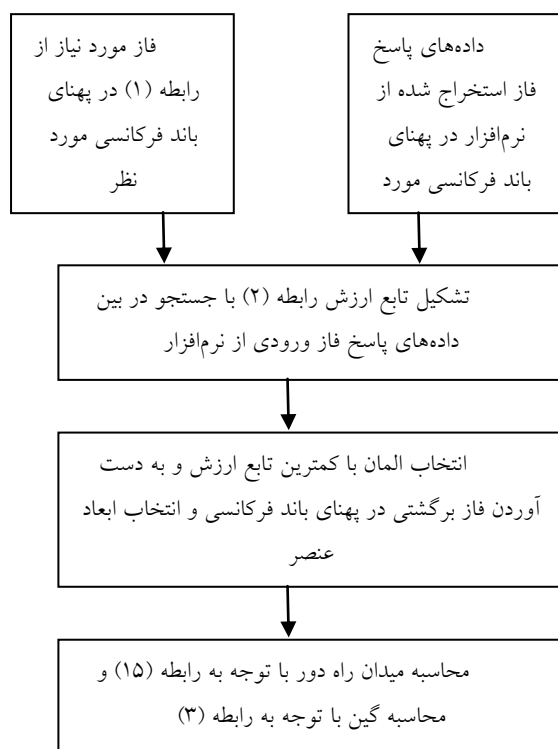 داده‌های پاسخ
فاز استخراج شده از
نرم‌افزار در پهنای
باند فرکانسی مورد
فاز مورد نیاز از
رابطه (۱) در پهنای
باند فرکانسی مورد
نظر
تشکیل تابع ارزش رابطه (۲) با جستجو در بین
داده‌های پاسخ فاز ورودی از نرم‌افزار
انتخاب المان با کمترین تابع ارزش و به دست
آوردن فاز برگشتی در پهنای باند فرکانسی و انتخاب ابعاد
عنصر
محاسبه میدان راه دور با توجه به رابطه (۱۵) و
محاسبه گین با توجه به رابطه (۳)